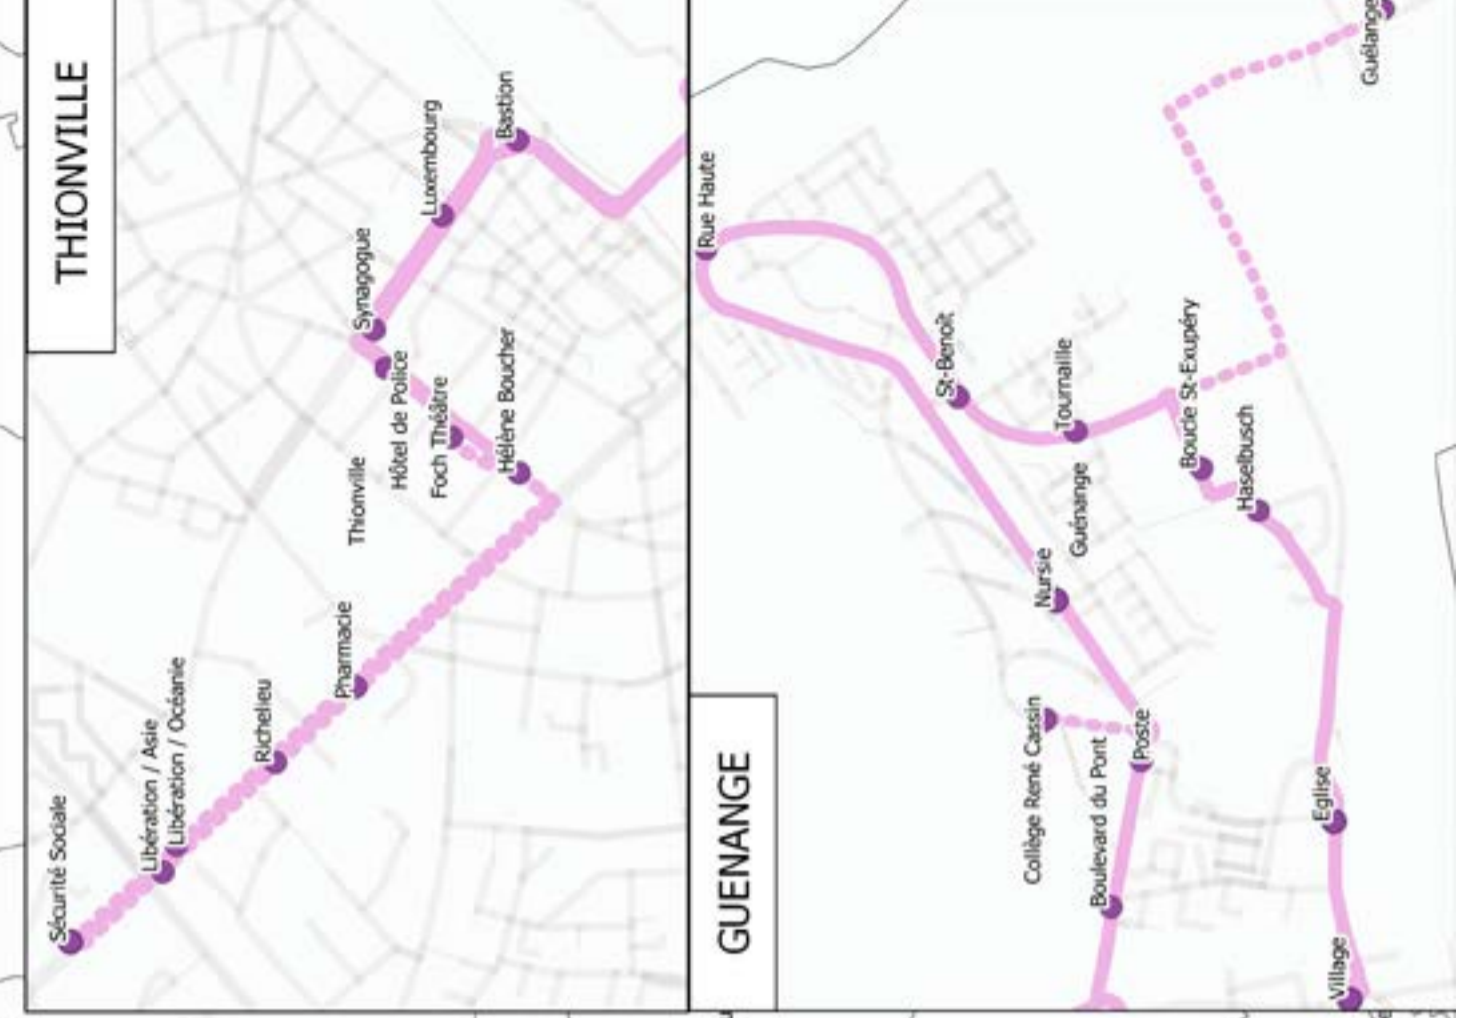 THIONVILLE
Bastion
Luxembourg
Synagogue
Hôtel de Police
Foch Théâtre
Hélène Boucher
Thionville
Pharmacie
Richelieu
Libération / Océanie
Libération / Asie
Sécurité Sociale
GUENANGE
Guélange
Rue Haute
St-Benoît
Tournaille
Boucle St-Exupéry
Haselbusch
Guénange
Nursie
Collège René Cassin
Poste
Boulevard du Pont
Eglise
Village